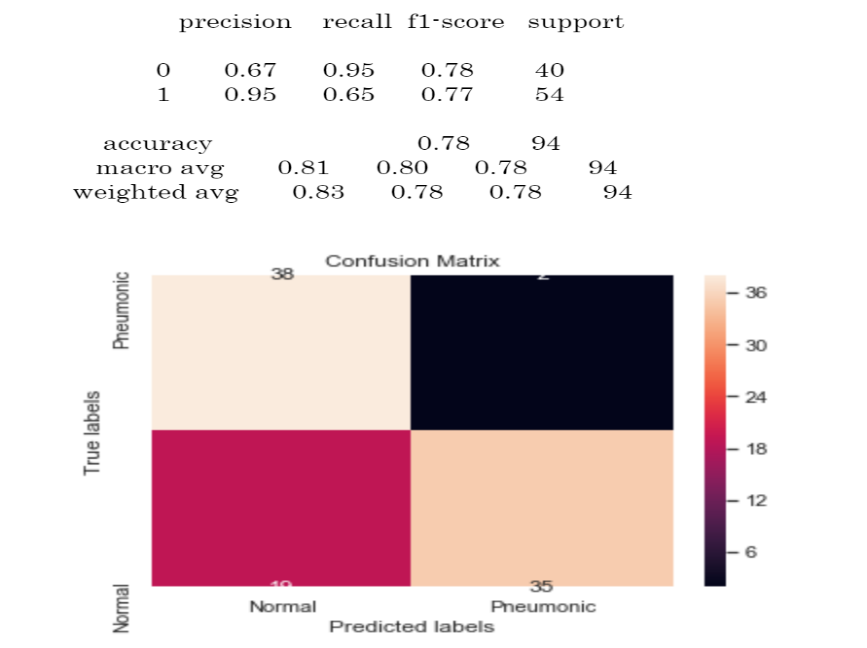 precision recall f1-score support
0 0.67 0.95 0.78 40
1 0.95 0.65 0.77 54
accuracy 0.78 94
macro avg 0.81 0.80 0.78 94
weighted avg 0.83 0.78 0.78 94
Confusion Matrix
Pneumonic
38 2
36
30
24
True labels
18
12
6
Normal
19 35
Normal Pneumonic
Predicted labels